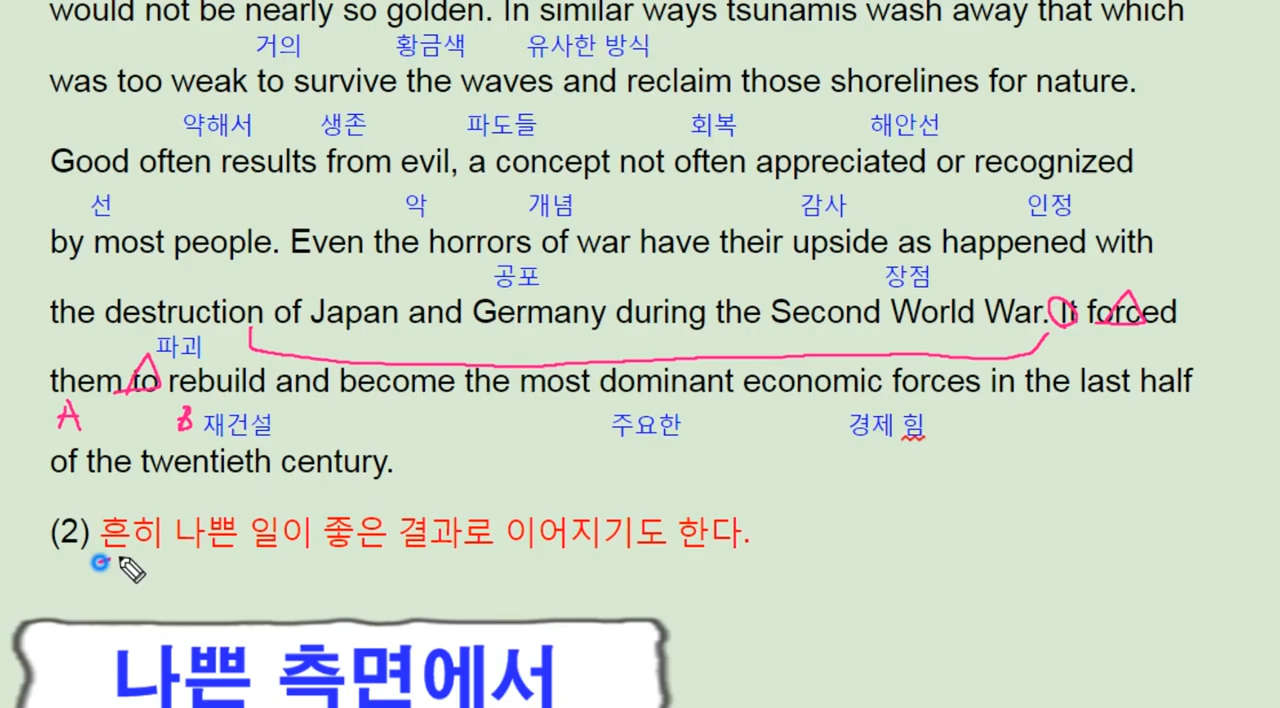 would not be nearly so golden. In similar ways tsunamis wash away that which
거의 황금색 유사한 방식
was too weak to survive the waves and reclaim those shorelines for nature.
약해서 생존 파도들 회복 해안선
Good often results from evil, a concept not often appreciated or recognized
선 악 개념 감사 인정
by most people. Even the horrors of war have their upside as happened with
공포 장점
the destruction of Japan and Germany during the Second World War. It forced
파괴
them to rebuild and become the most dominant economic forces in the last half
A B 재건설 주요한 경제 힘
of the twentieth century.
(2) 흔히 나쁜 일이 좋은 결과로 이어지기도 한다.
나쁜 측면에서